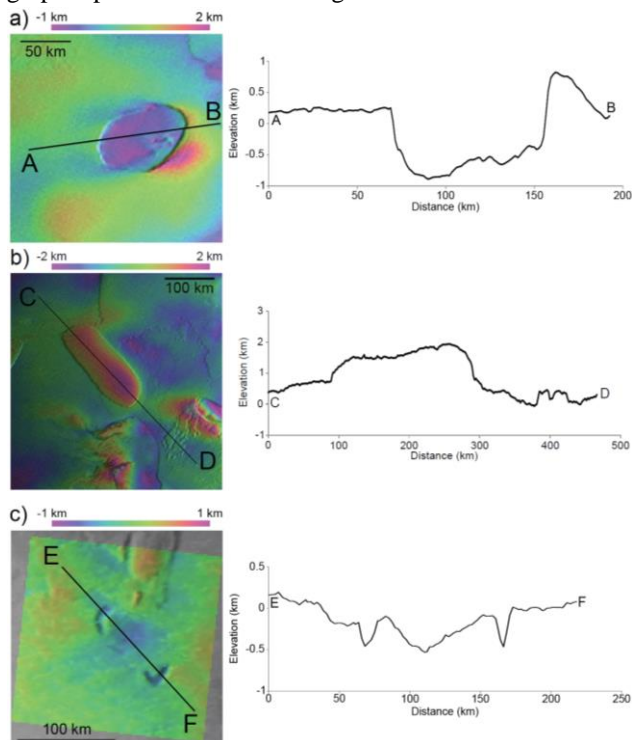 a) -1 km 2 km
50 km
A
B
Elevation (km)
1
0.5
0
-0.5
-1
A
B
0 50 100 150 200
Distance (km)
b) -2 km 2 km
100 km
C
D
Elevation (km)
3
2
1
0
-1
C
D
0 100 200 300 400 500
Distance (km)
c) -1 km 1 km
E
F
100 km
Elevation (km)
0.5
0
-0.5
-1
E
F
0 50 100 150 200 250
Distance (km)